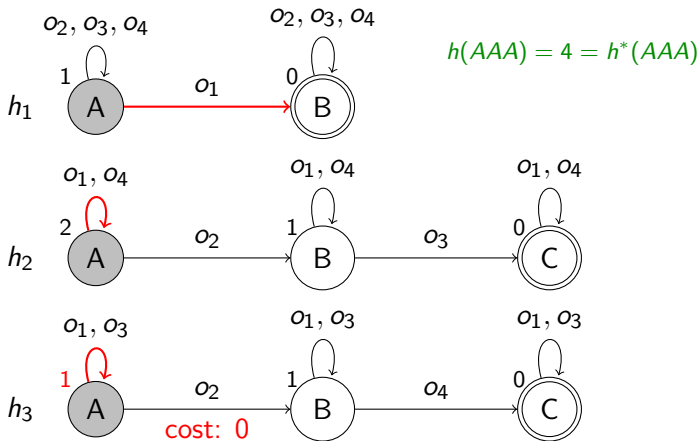 o₂, o₃, o₄ o₂, o₃, o₄
h(AAA) = 4 = h*(AAA)
1 A o₁ 0 B
h₁
o₁, o₄ o₁, o₄ o₁, o₄
2 A o₂ 1 B o₃ 0 C
h₂
o₁, o₃ o₁, o₃ o₁, o₃
1 A o₂ 1 B o₄ 0 C
h₃
cost: 0